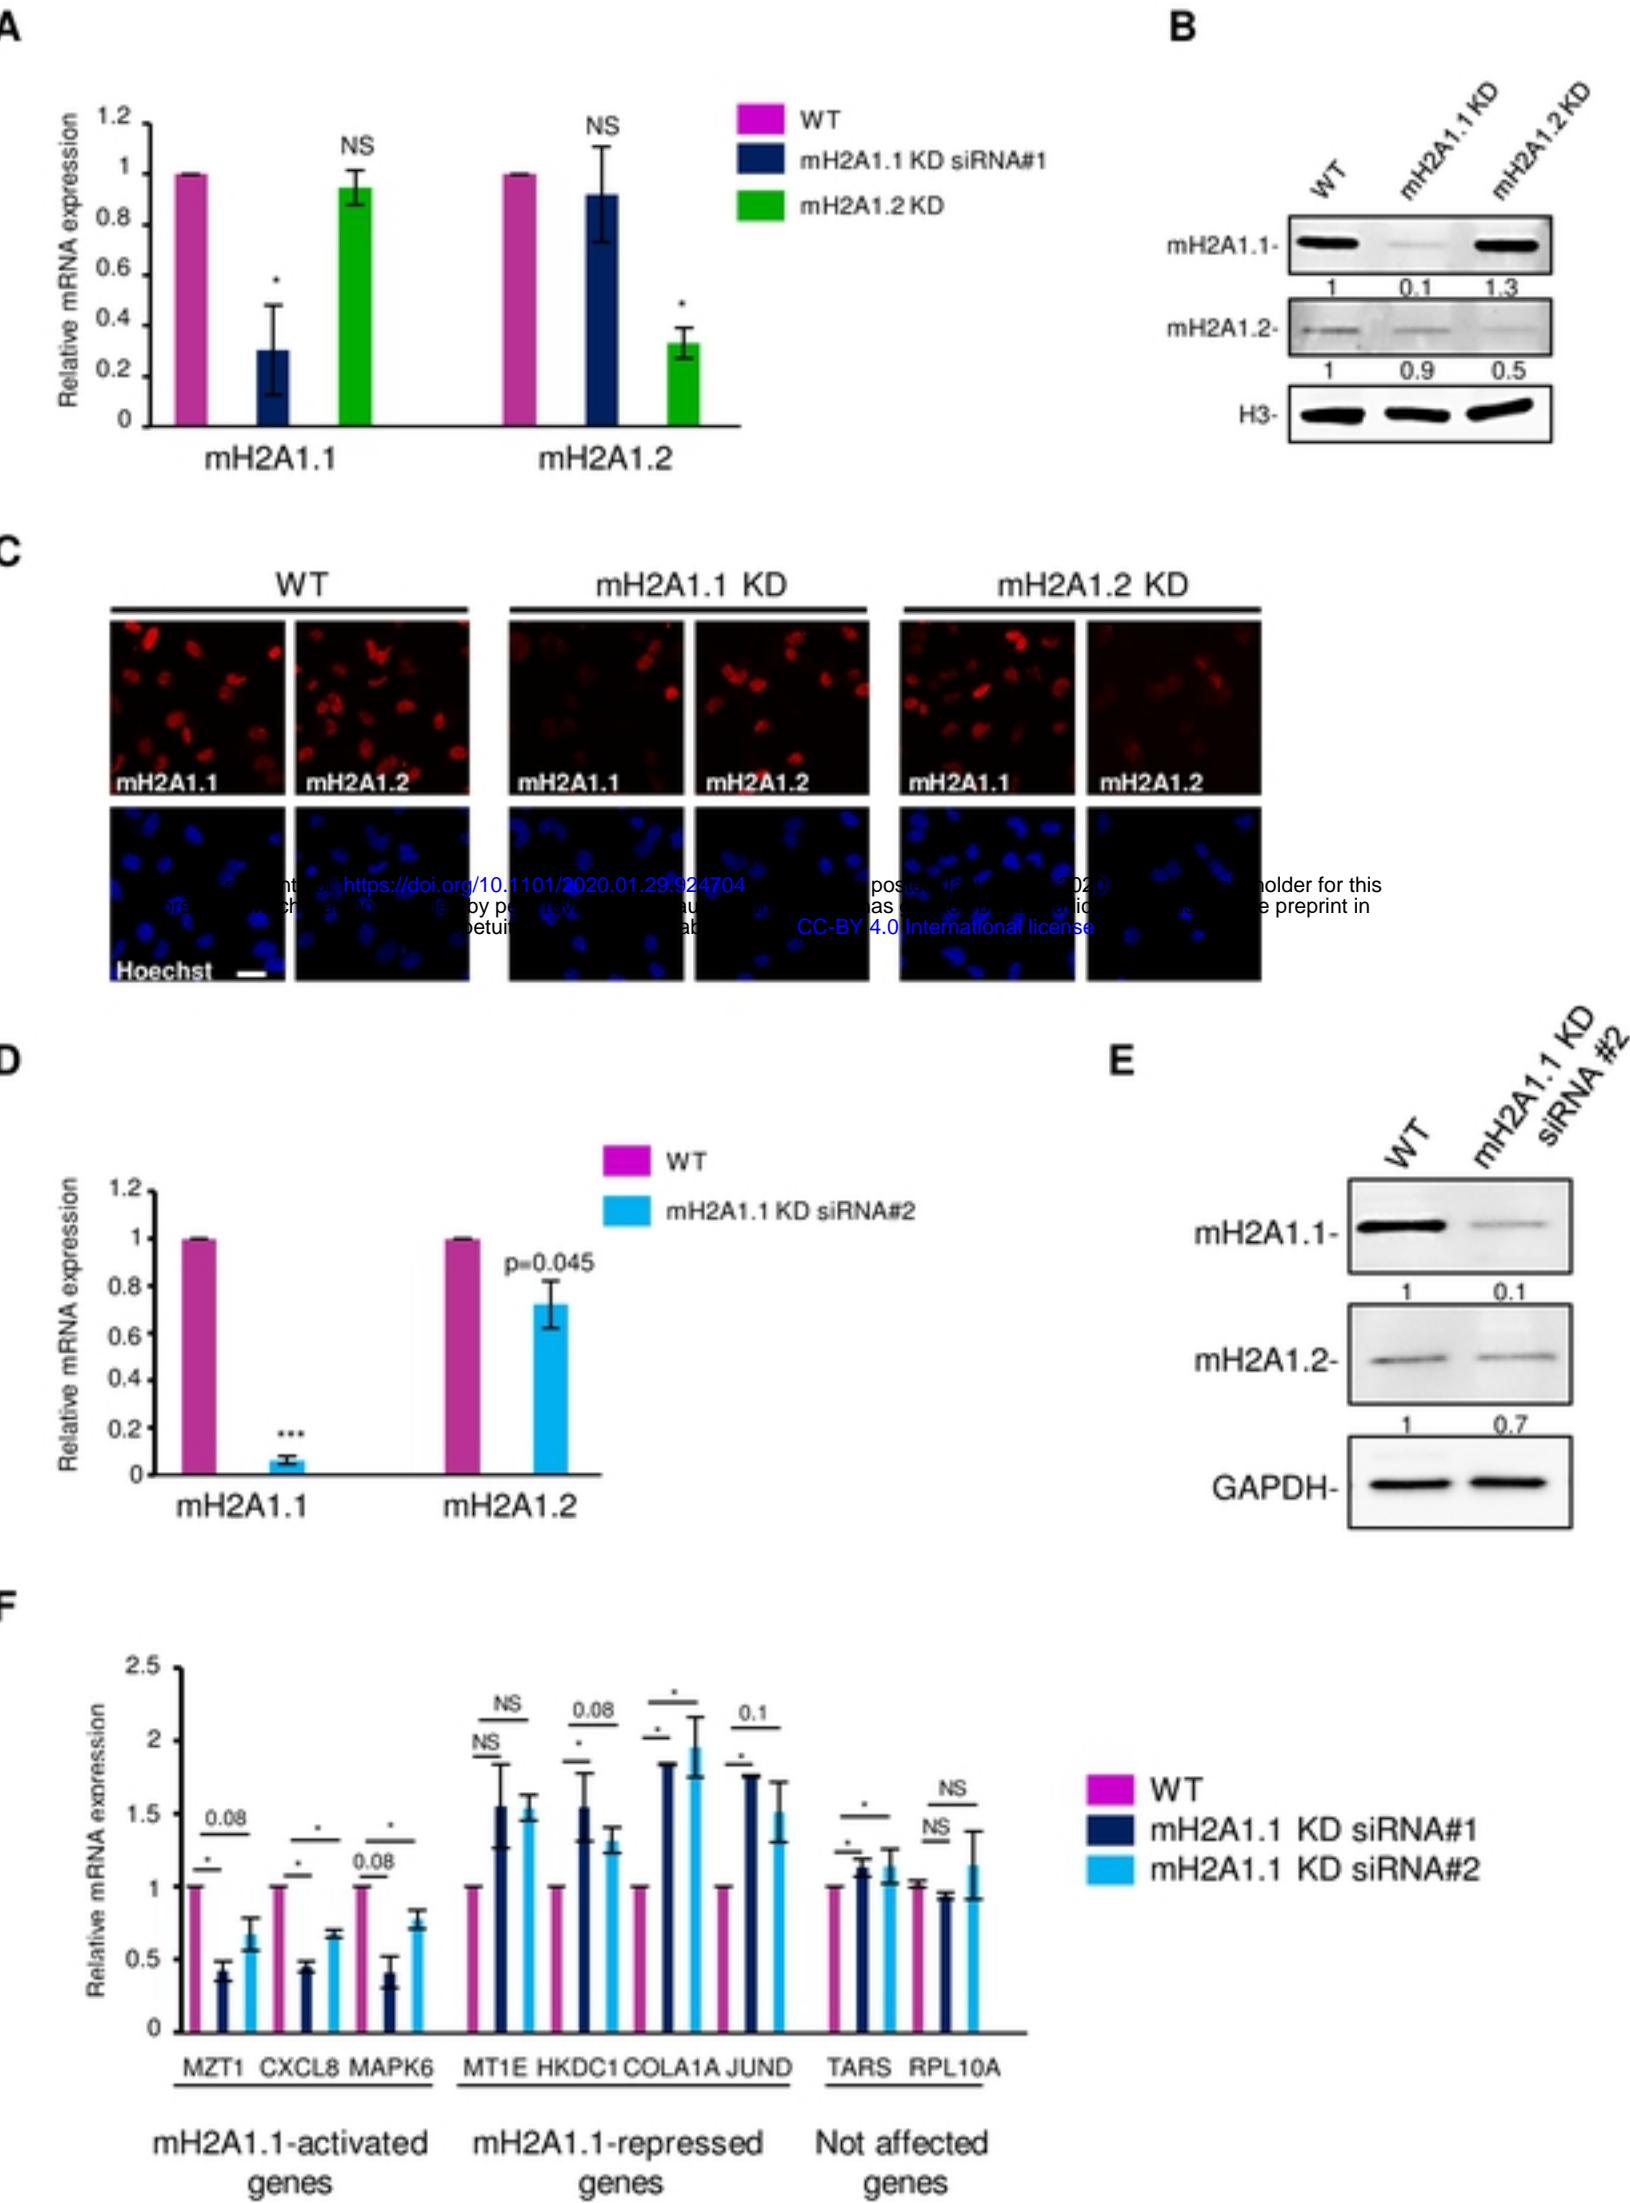 A
Relative mRNA expression
1.2
1
0.8
0.6
0.4
0.2
0
*
NS
NS
*
mH2A1.1
mH2A1.2
WT
mH2A1.1 KD siRNA#1
mH2A1.2 KD
B
WT
mH2A1.1 KD
mH2A1.2 KD
mH2A1.1-
1 0.1 1.3
mH2A1.2-
1 0.9 0.5
H3-
C
WT mH2A1.1 KD mH2A1.2 KD
mH2A1.1 mH2A1.2 mH2A1.1 mH2A1.2 mH2A1.1 mH2A1.2
https://doi.org/10.1101/2020.01.29.924704 holder for this
by preprint in
CC-BY 4.0 International license
Hoechst
D
Relative mRNA expression
1.2
1
0.8
0.6
0.4
0.2
0
***
p=0.045
mH2A1.1
mH2A1.2
WT
mH2A1.1 KD siRNA#2
E
WT
mH2A1.1 KD
siRNA #2
mH2A1.1-
1 0.1
mH2A1.2-
1 0.7
GAPDH-
F
Relative mRNA expression
2.5
2
1.5
1
0.5
0
0.08
*
*
*
*
0.08
NS
NS
0.08
*
*
*
0.1
*
*
*
NS
NS
MZT1 CXCL8 MAPK6 MT1E HKDC1 COLA1A JUND TARS RPL10A
mH2A1.1-activated
genes
mH2A1.1-repressed
genes
Not affected
genes
WT
mH2A1.1 KD siRNA#1
mH2A1.1 KD siRNA#2